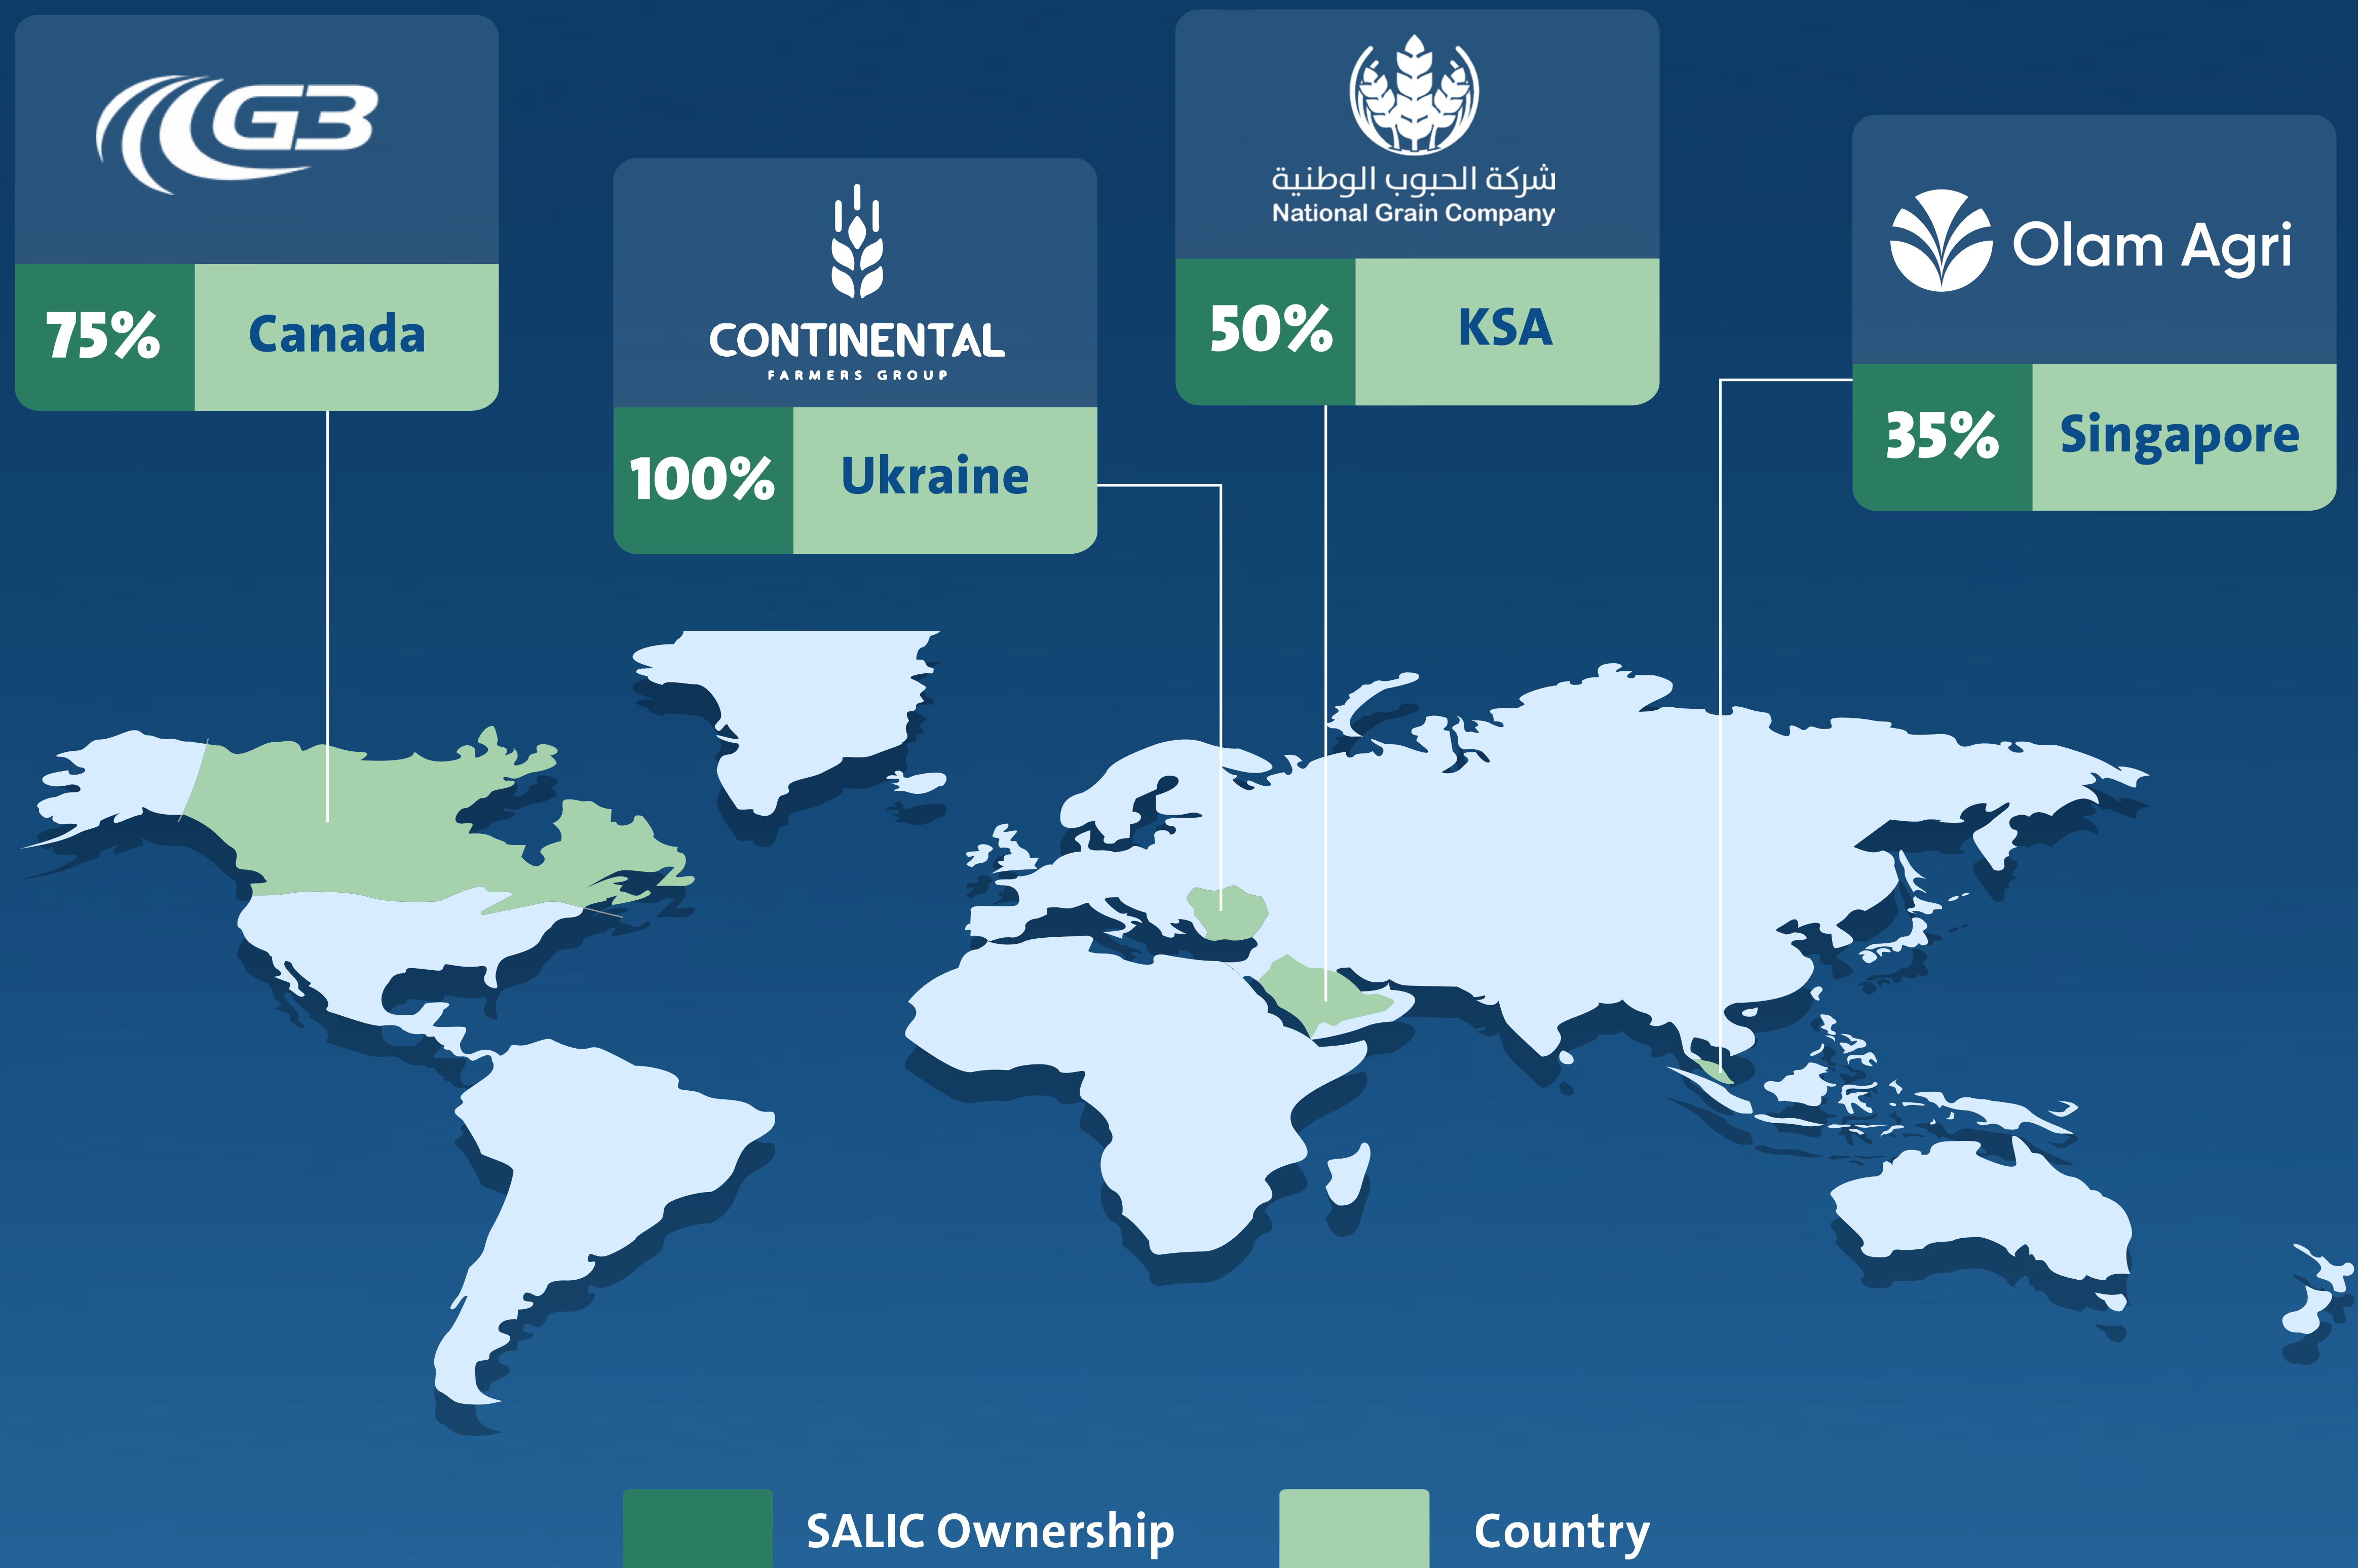 G3
75% Canada
CONTINENTAL
FARMERS GROUP
100% Ukraine
شركة الحبوب الوطنية
National Grain Company
50% KSA
Olam Agri
35% Singapore
SALIC Ownership
Country